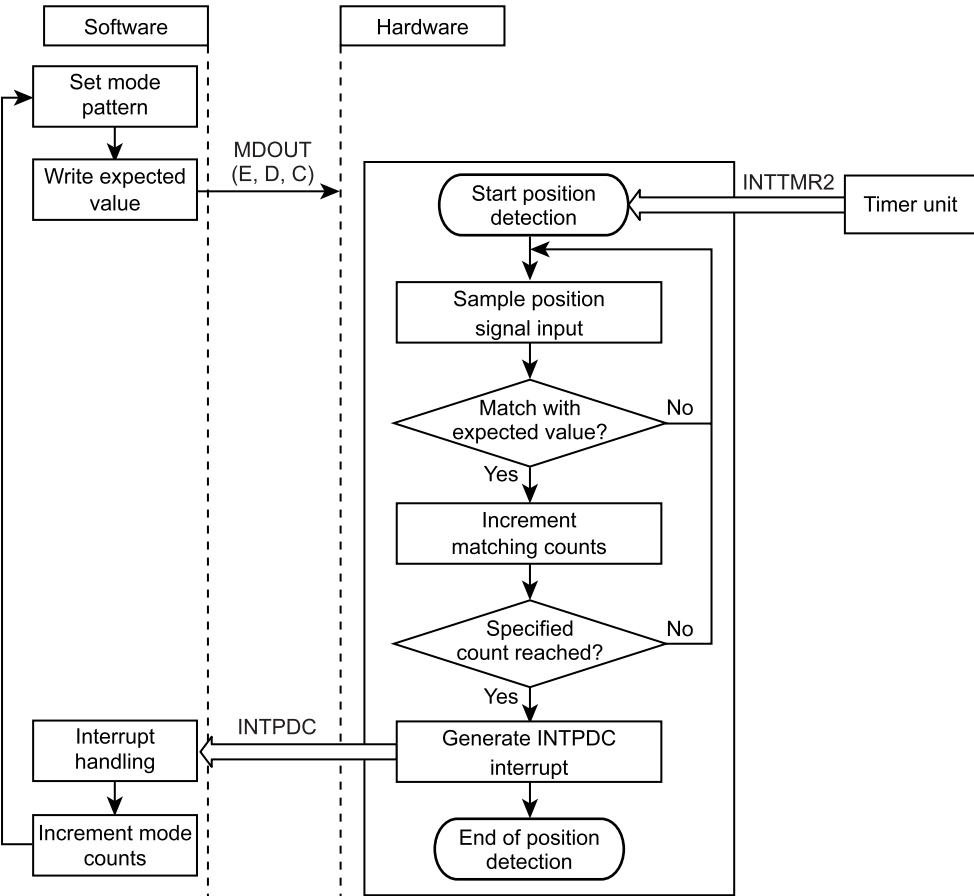 Software
Hardware
Set mode
pattern
Write expected
value
MDOUT
(E, D, C)
Start position
detection
INTTMR2
Timer unit
Sample position
signal input
Match with
expected value?
No
Yes
Increment
matching counts
Specified
count reached?
No
Yes
Generate INTPDC
interrupt
INTPDC
Interrupt
handling
Increment mode
counts
End of position
detection